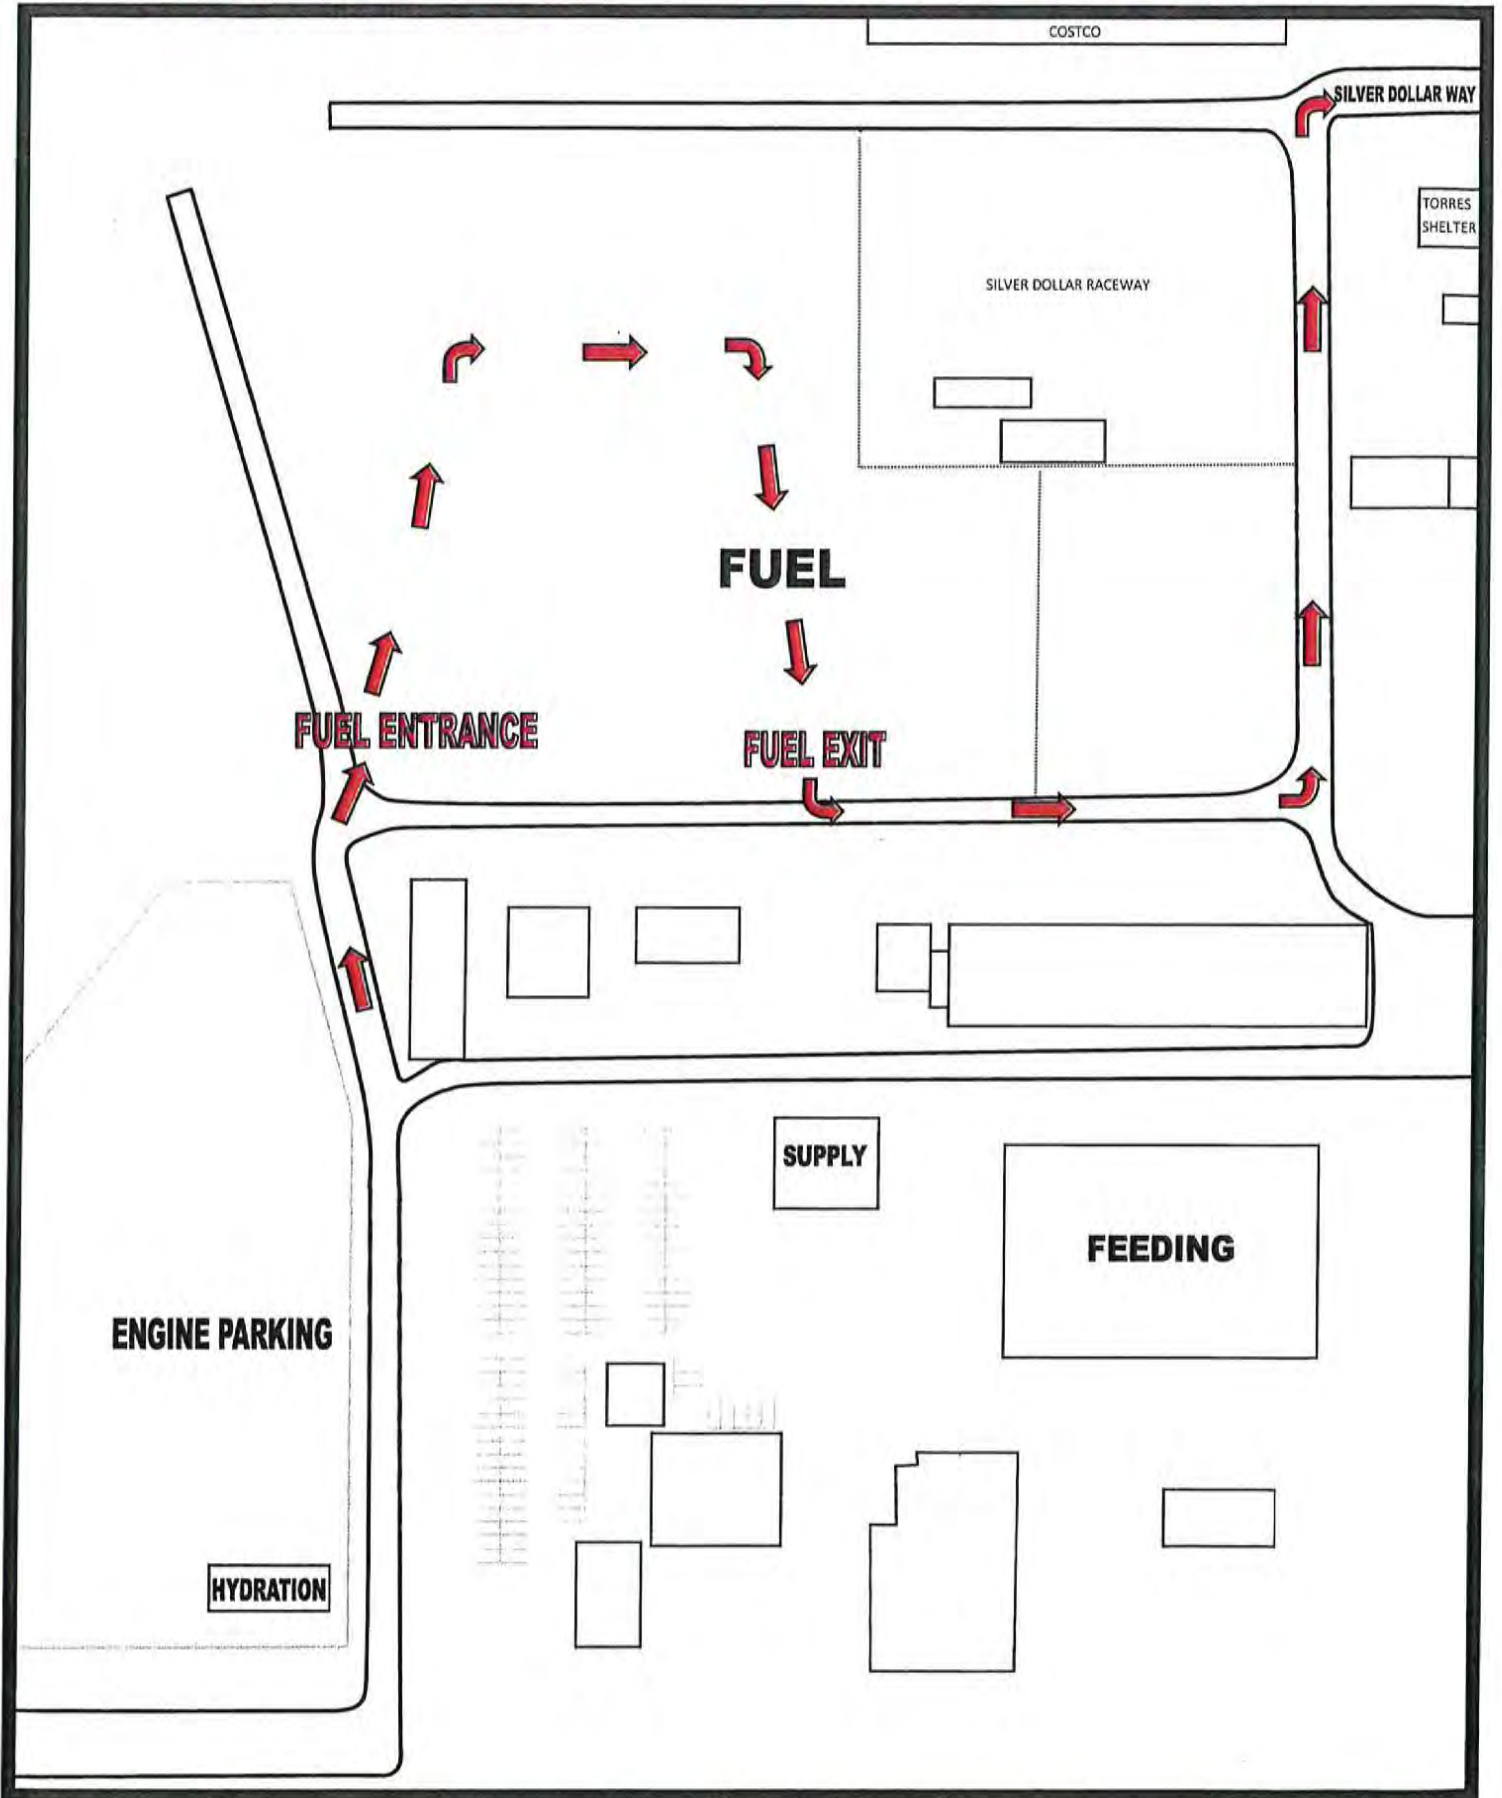 COSTCO
SILVER DOLLAR WAY
TORRES
SHELTER
SILVER DOLLAR RACEWAY
FUEL
FUEL ENTRANCE
FUEL EXIT
SUPPLY
FEEDING
ENGINE PARKING
HYDRATION